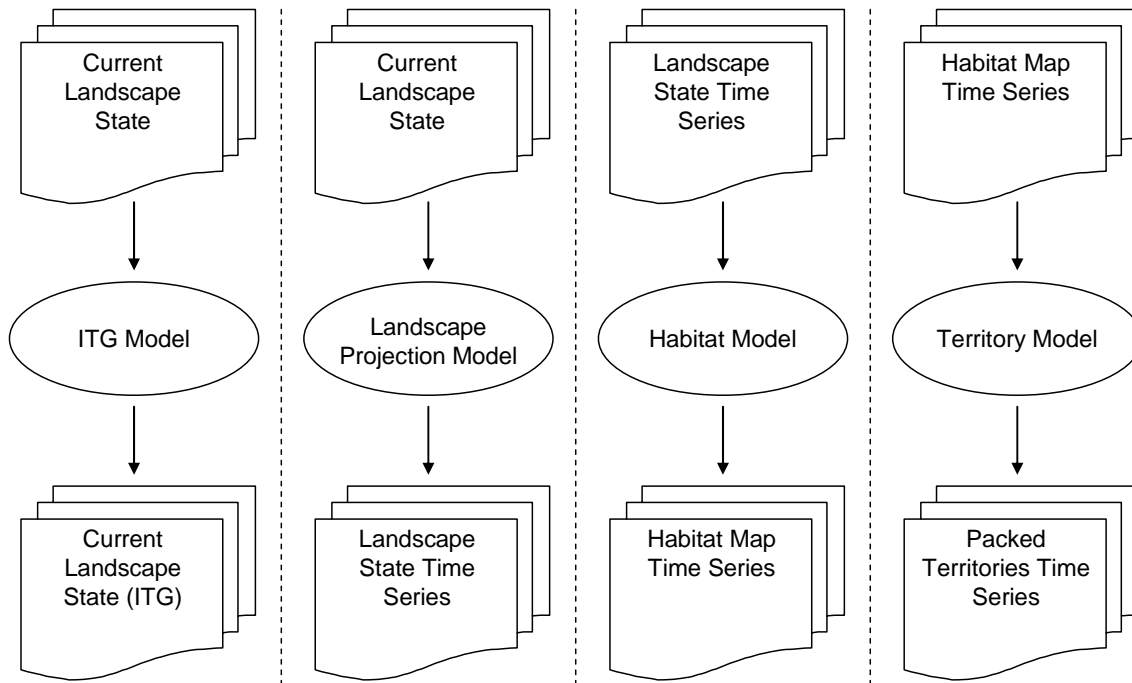 Current
Landscape
State
Current
Landscape
State
Landscape
State Time
Series
Habitat Map
Time Series
ITG Model
Landscape
Projection Model
Habitat Model
Territory Model
Current
Landscape
State (ITG)
Landscape
State Time
Series
Habitat Map
Time Series
Packed
Territories Time
Series